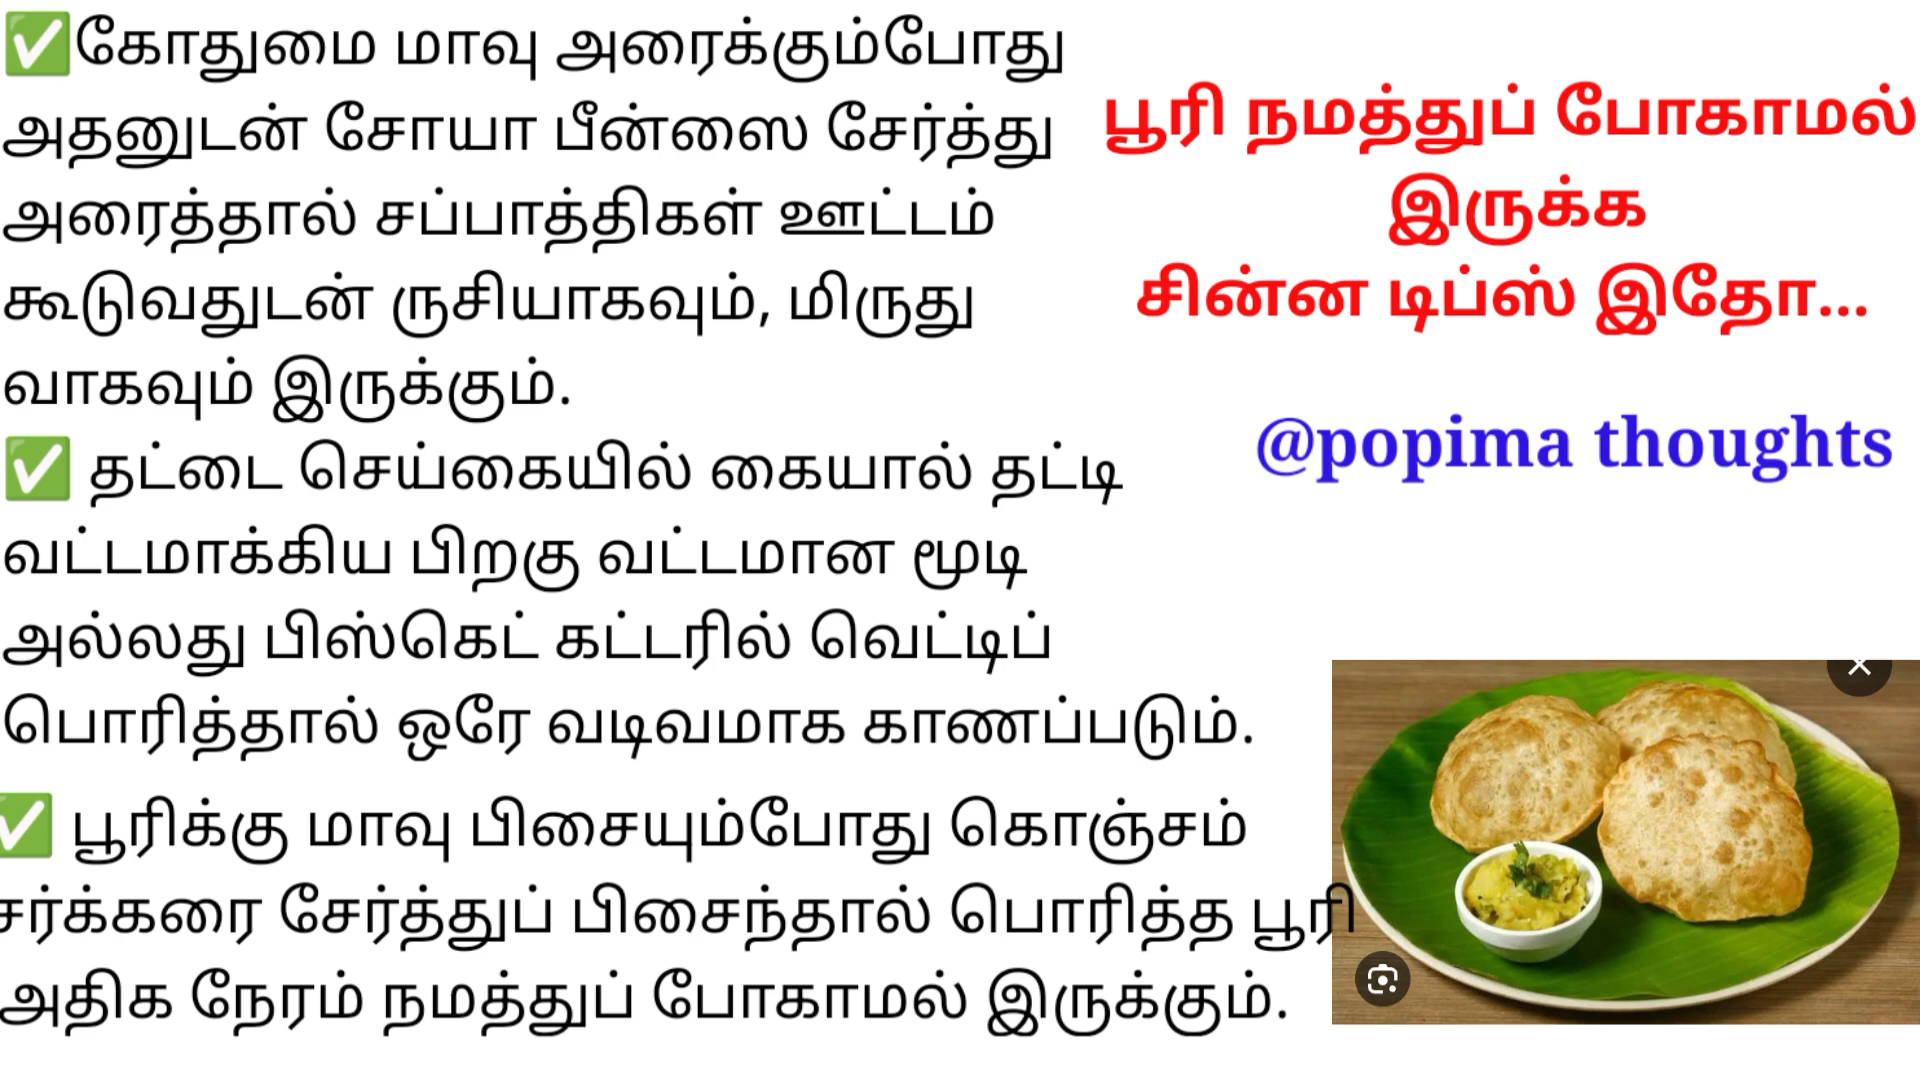 ✅கோதுமை மாவு அரைக்கும்போது
அதனுடன் சோயா பீன்ஸை சேர்த்து
அரைத்தால் சப்பாத்திகள் ஊட்டம்
கூடுவதுடன் ருசியாகவும், மிருது
வாகவும் இருக்கும்.
✅ தட்டை செய்கையில் கையால் தட்டி
வட்டமாக்கிய பிறகு வட்டமான மூடி
அல்லது பிஸ்கெட் கட்டரில் வெட்டிப்
பொரித்தால் ஒரே வடிவமாக காணப்படும்.
✅ பூரிக்கு மாவு பிசையும்போது கொஞ்சம்
சர்க்கரை சேர்த்துப் பிசைந்தால் பொரித்த பூரி
அதிக நேரம் நமத்துப் போகாமல் இருக்கும்.
பூரி நமத்துப் போகாமல்
இருக்க
சின்ன டிப்ஸ் இதோ...
@popima thoughts